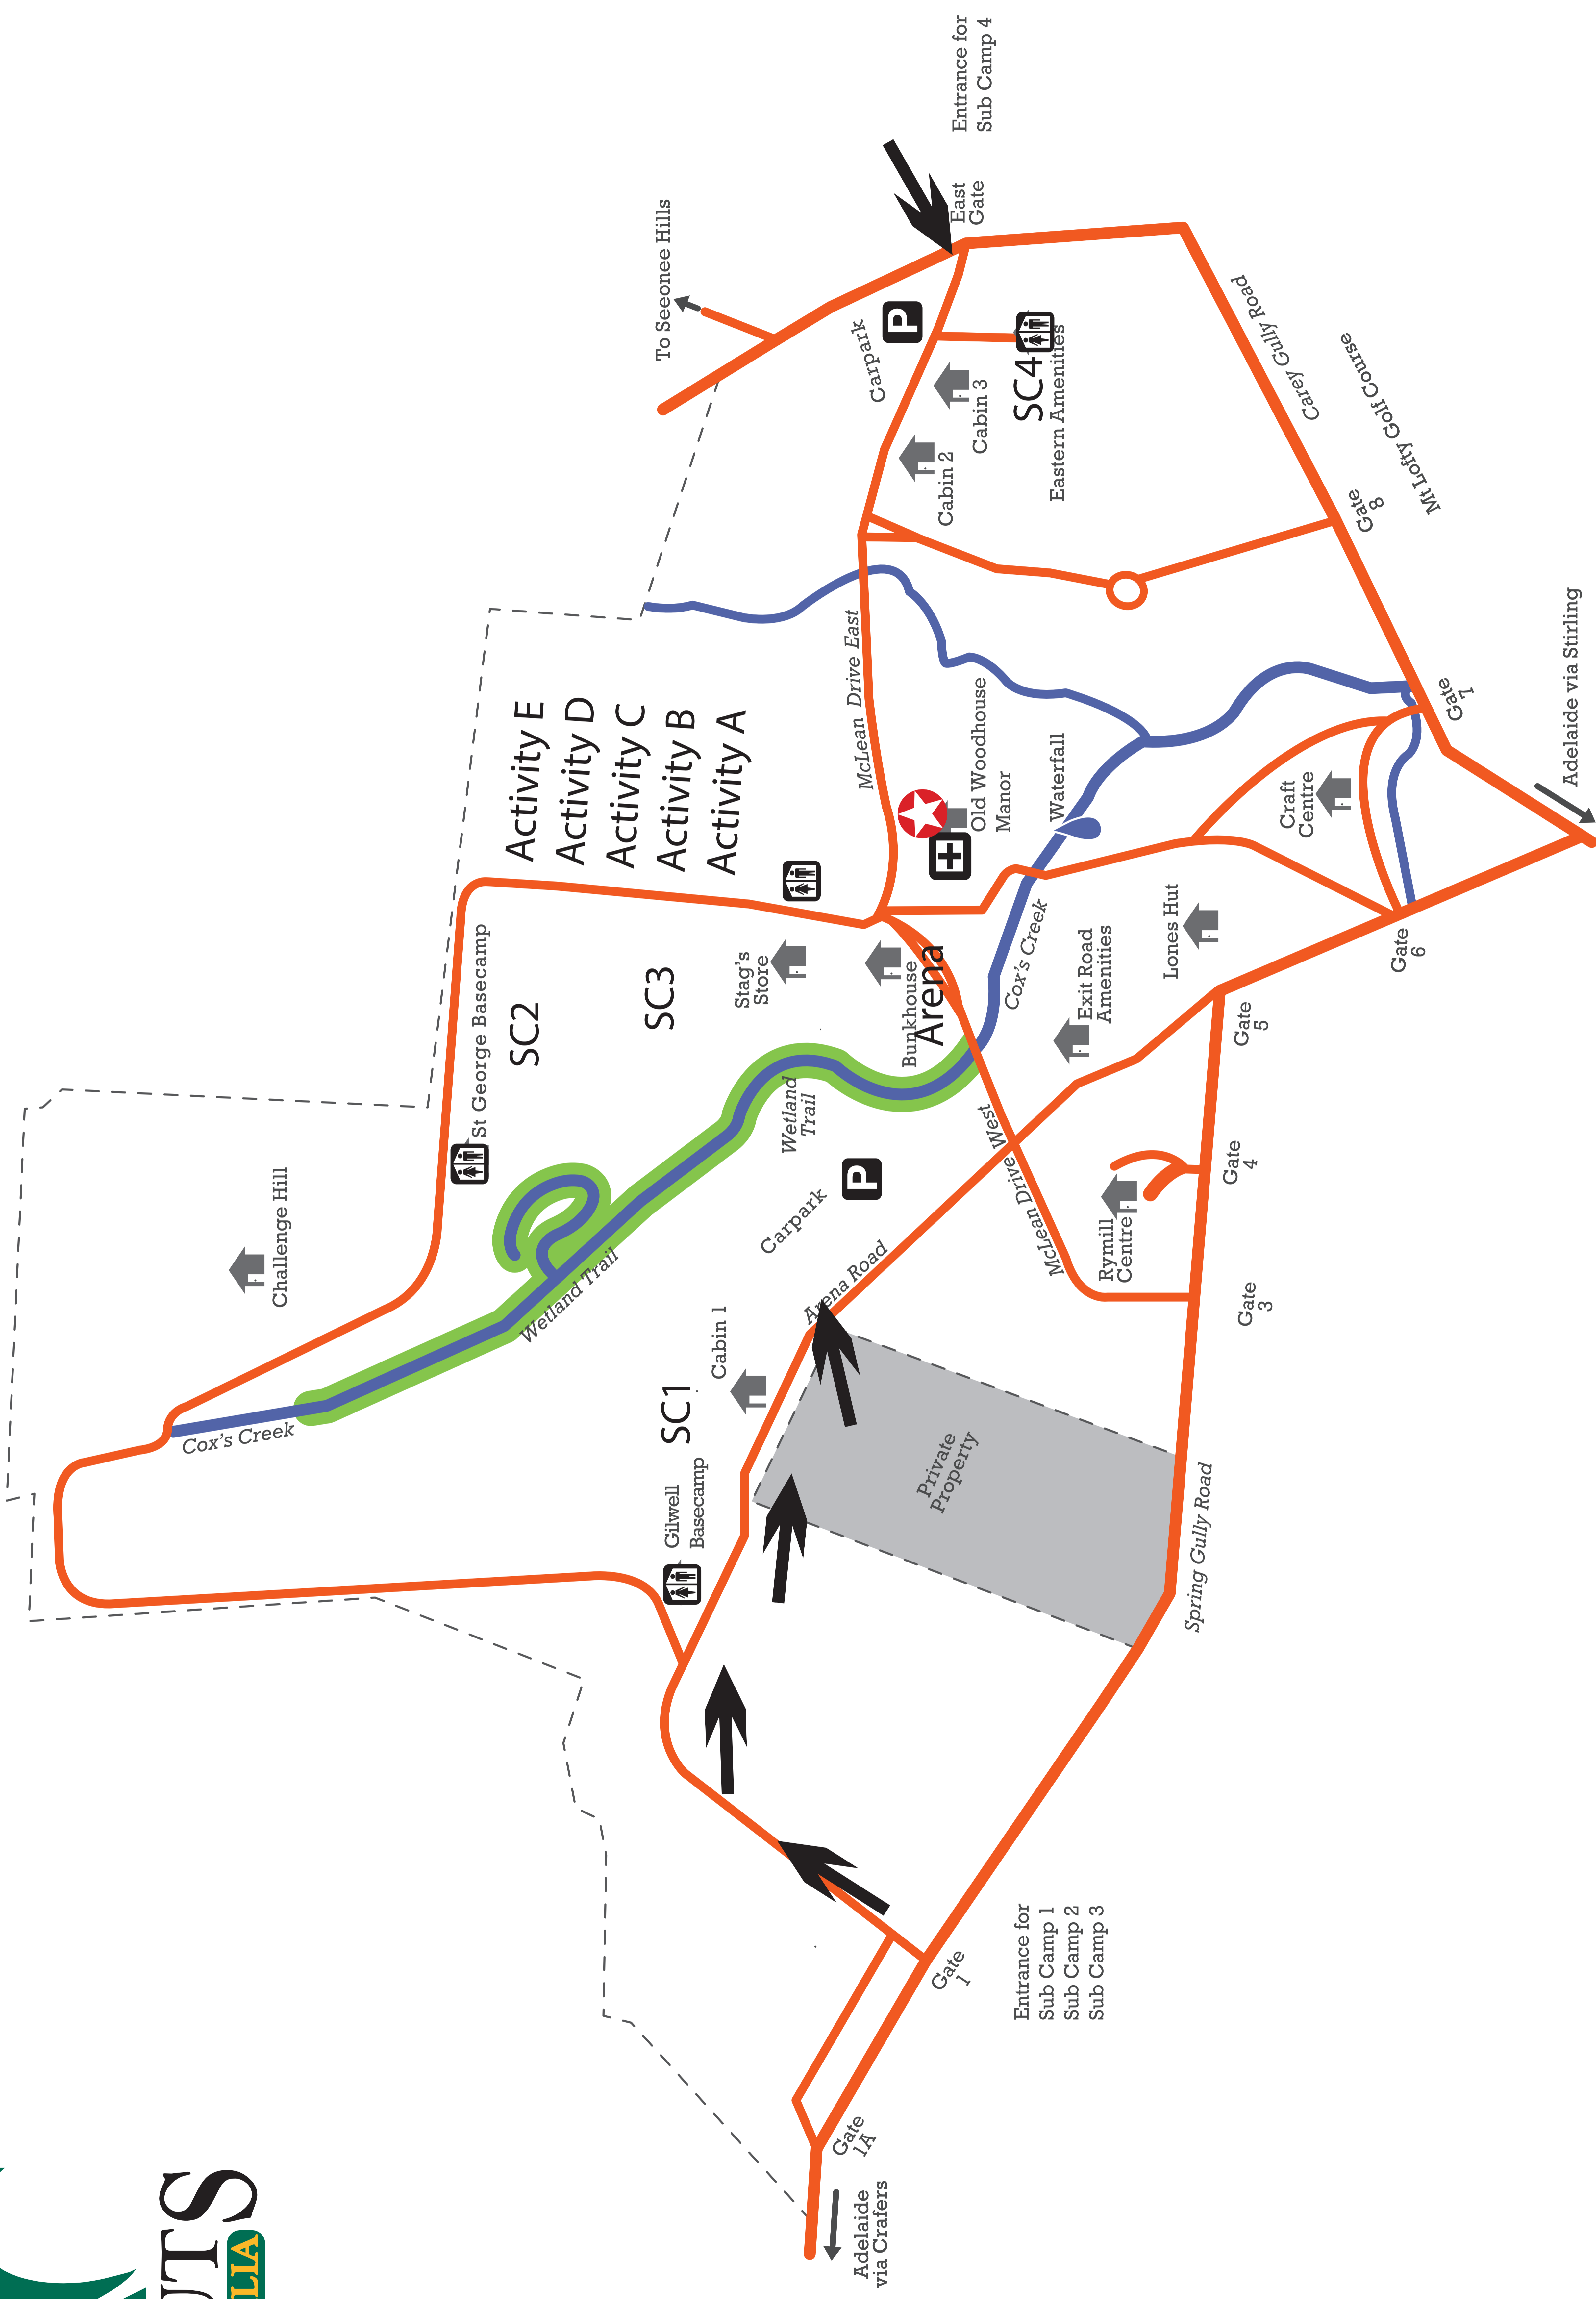 UTS
LIA
Entrance for
Sub Camp 4
East
Gate
To Seeonee Hills
Carpark
P
Cabin 3
Cabin 2
SC4
Eastern Amenities
Carey Gully Road
Mt Lofty Golf Course
Gate
8
McLean Drive East
Activity E
Activity D
Activity C
Activity B
Activity A
Old Woodhouse
Manor
Waterfall
Gate
7
Adelaide via Stirling
Craft
Centre
Gate
6
Lones Hut
Exit Road
Amenities
Cox's Creek
Gate
5
Bunkhouse
Arena
Stag's
Store
SC3
SC2
St George Basecamp
Challenge Hill
Wetland
Trail
Carpark
P
McLean Drive West
Rymill
Centre
Gate
4
Gate
3
Arena Road
Wetland Trail
Cox's Creek
Cabin 1
SC1
Gilwell
Basecamp
Private
Property
Spring Gully Road
Entrance for
Sub Camp 1
Sub Camp 2
Sub Camp 3
Gate
1
Gate
1A
Adelaide
via Crafers